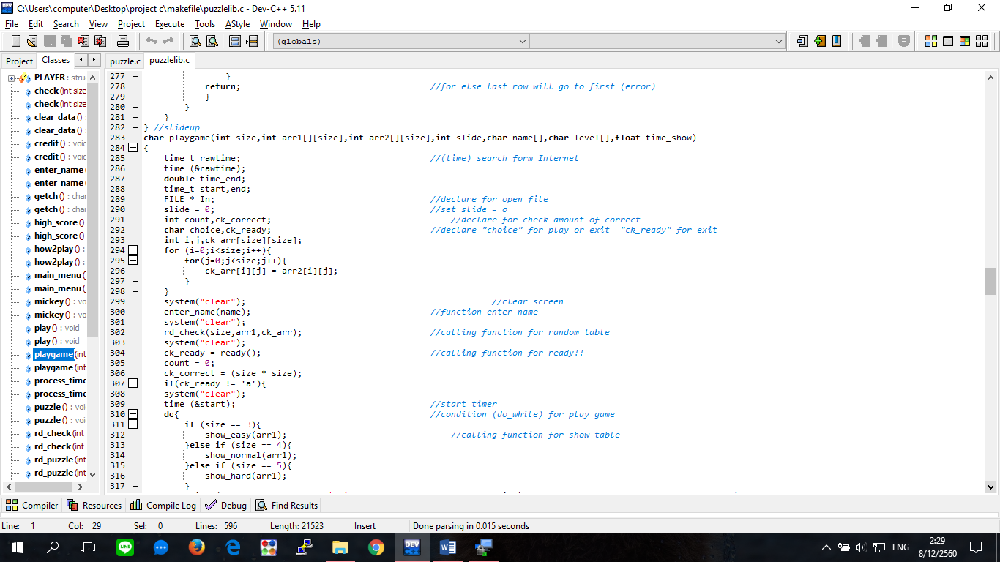 C:\Users\computer\Desktop\project c\makefile\puzzlelib.c - Dev-C++ 5.11
File Edit Search View Project Execute Tools AStyle Window Help
(globals)
Project Classes puzzle.c puzzlelib.c
PLAYER : struc
check (int size
check (int size
clear_data () :
clear_data () :
credit () : voic
credit () : voic
enter_name (
enter_name (
getch () : char
getch () : char
high_score ()
high_score ()
how2play () :
how2play () :
main_menu (
main_menu (
mickey () : vo
mickey () : vo
play () : void
play () : void
playgame (int
playgame (int
process_time
process_time
puzzle () : voi
puzzle () : voi
rd_check (int
rd_check (int
rd_puzzle (int
rd_puzzle (int
277 }
278 return; //for else last row will go to first (error)
279 }
280 }
281 }
282 } //slideup
283 char playgame(int size,int arr1[][size],int arr2[][size],int slide,char name[],char level[],float time_show)
284 {
285 time_t rawtime; //(time) search form Internet
286 time (&rawtime);
287 double time_end;
288 time_t start,end;
289 FILE * In; //declare for open file
290 slide = 0; //set slide = o
291 int count,ck_correct; //declare for check amount of correct
292 char choice,ck_ready; //declare "choice" for play or exit "ck_ready" for exit
293 int i,j,ck_arr[size][size];
294 for (i=0;i<size;i++){
295 for(j=0;j<size;j++){
296 ck_arr[i][j] = arr2[i][j];
297 }
298 }
299 system("clear"); //clear screen
300 enter_name(name); //function enter name
301 system("clear");
302 rd_check(size,arr1,ck_arr); //calling function for random table
303 system("clear");
304 ck_ready = ready(); //calling function for ready!!
305 count = 0;
306 ck_correct = (size * size);
307 if(ck_ready != 'a'){
308 system("clear");
309 time (&start); //start timer
310 do{ //condition (do_while) for play game
311 if (size == 3){
312 show_easy(arr1); //calling function for show table
313 }else if (size == 4){
314 show_normal(arr1);
315 }else if (size == 5){
316 show_hard(arr1);
317 }
Compiler Resources Compile Log Debug Find Results
Line: 1 Col: 29 Sel: 0 Lines: 596 Length: 21523 Insert Done parsing in 0.015 seconds
LINE DEV ENG 2:29
8/12/2560